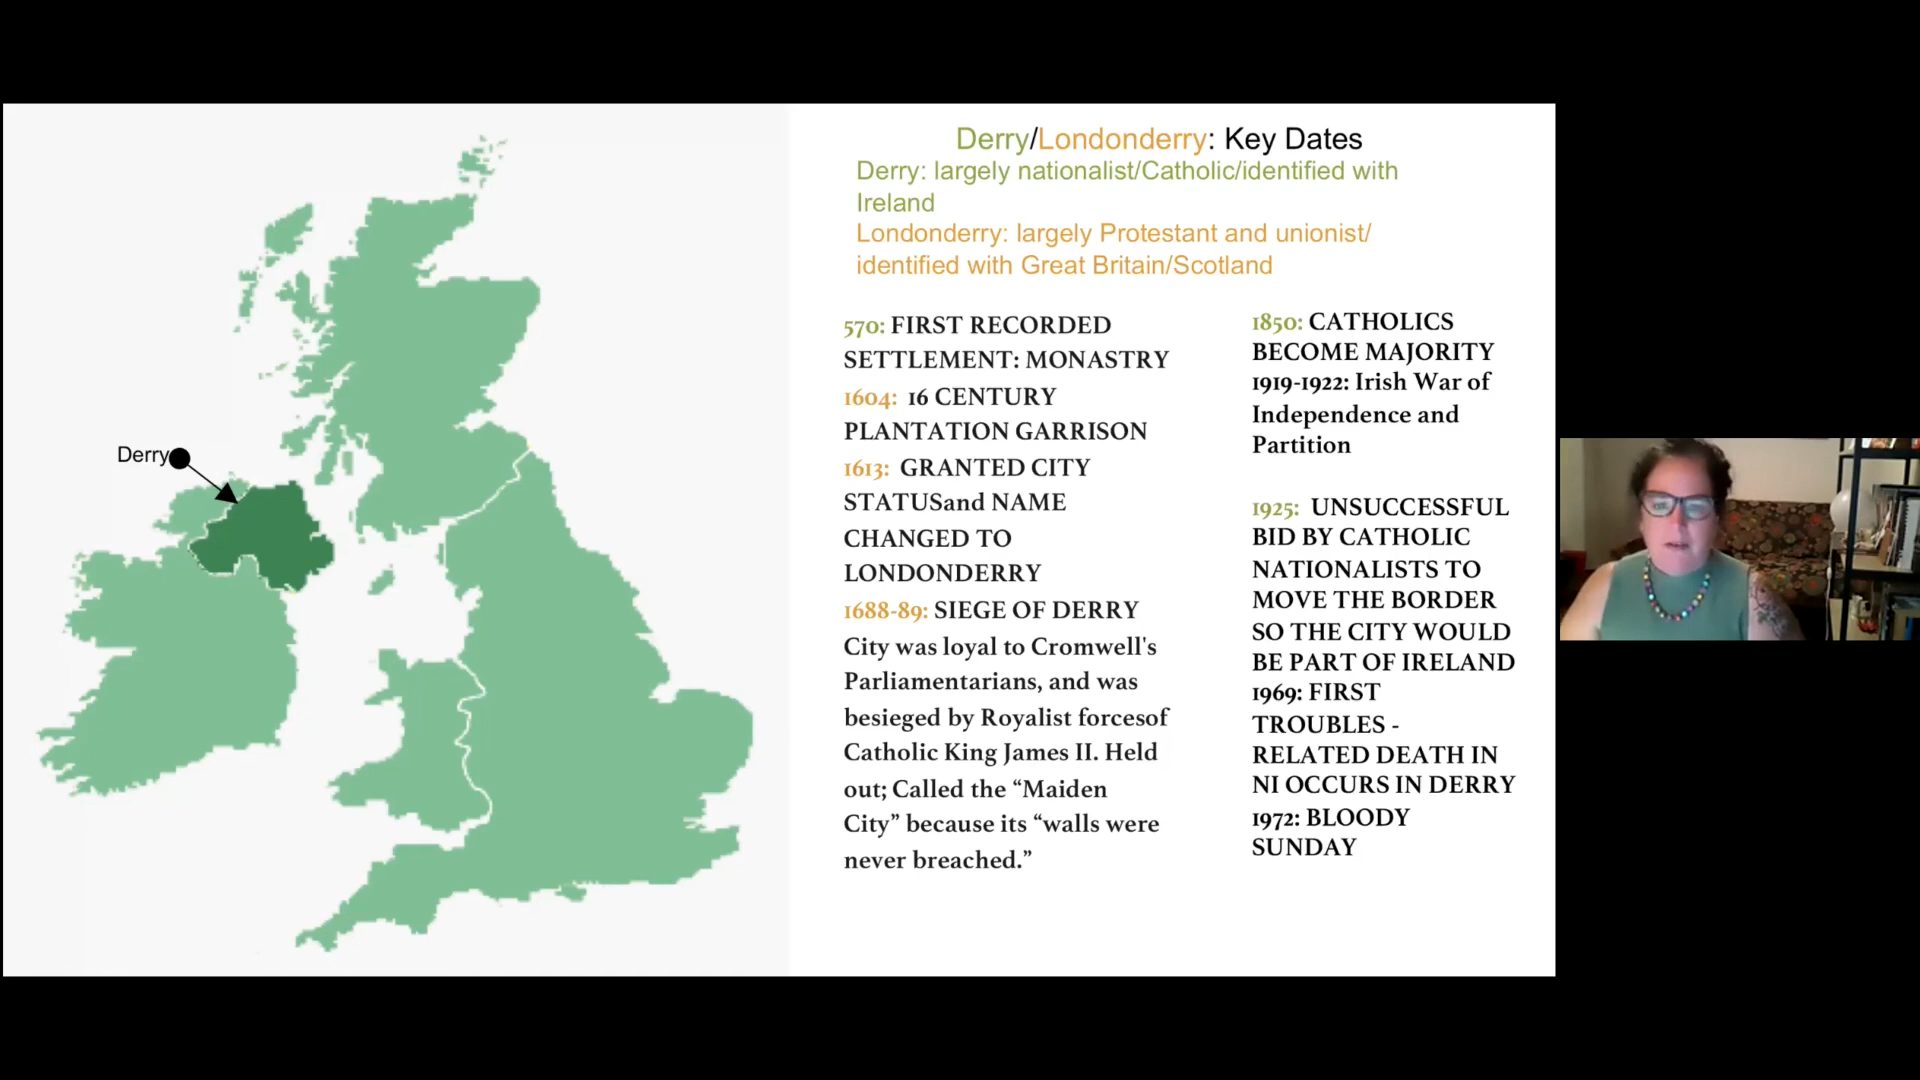 Derry/Londonderry: Key Dates
Derry: largely nationalist/Catholic/identified with
Ireland
Londonderry: largely Protestant and unionist/
identified with Great Britain/Scotland
570: FIRST RECORDED
SETTLEMENT: MONASTRY
1604: 16 CENTURY
PLANTATION GARRISON
1613: GRANTED CITY
STATUSand NAME
CHANGED TO
LONDONDERRY
1688-89: SIEGE OF DERRY
City was loyal to Cromwell's
Parliamentarians, and was
besieged by Royalist forcesof
Catholic King James II. Held
out; Called the “Maiden
City” because its “walls were
never breached.”
1850: CATHOLICS
BECOME MAJORITY
1919-1922: Irish War of
Independence and
Partition
1925: UNSUCCESSFUL
BID BY CATHOLIC
NATIONALISTS TO
MOVE THE BORDER
SO THE CITY WOULD
BE PART OF IRELAND
1969: FIRST
TROUBLES -
RELATED DEATH IN
NI OCCURS IN DERRY
1972: BLOODY
SUNDAY
Derry